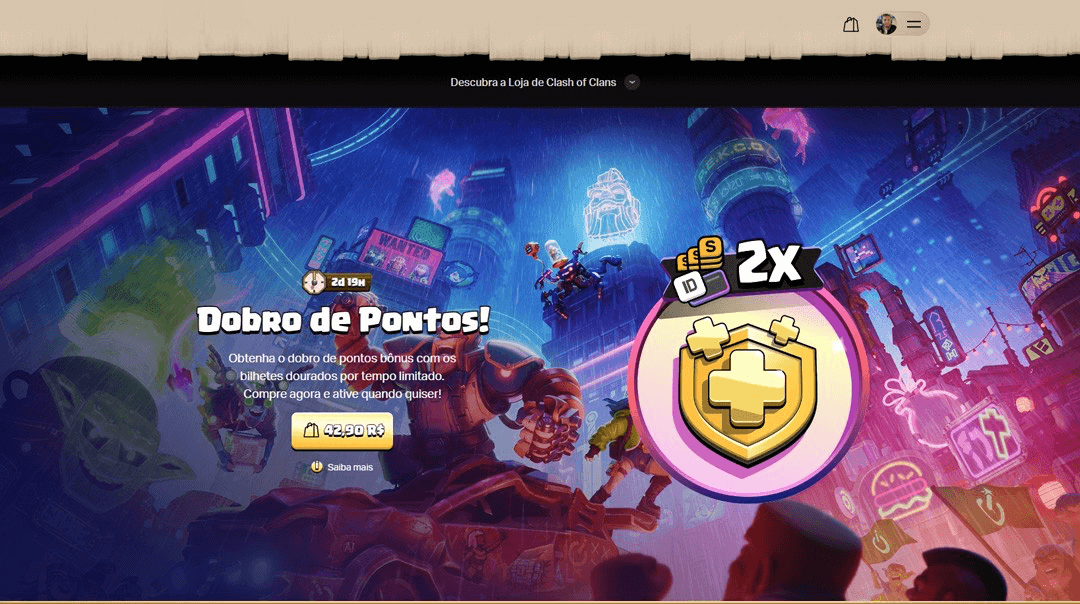 Descubra a Loja de Clash of Clans
WANTED
P.E.K.K.A
2d 19h
Dobro de Pontos!
Obtenha o dobro de pontos bônus com os
bilhetes dourados por tempo limitado.
Compre agora e ative quando quiser!
42,90 R$
Saiba mais
S
ID
2x